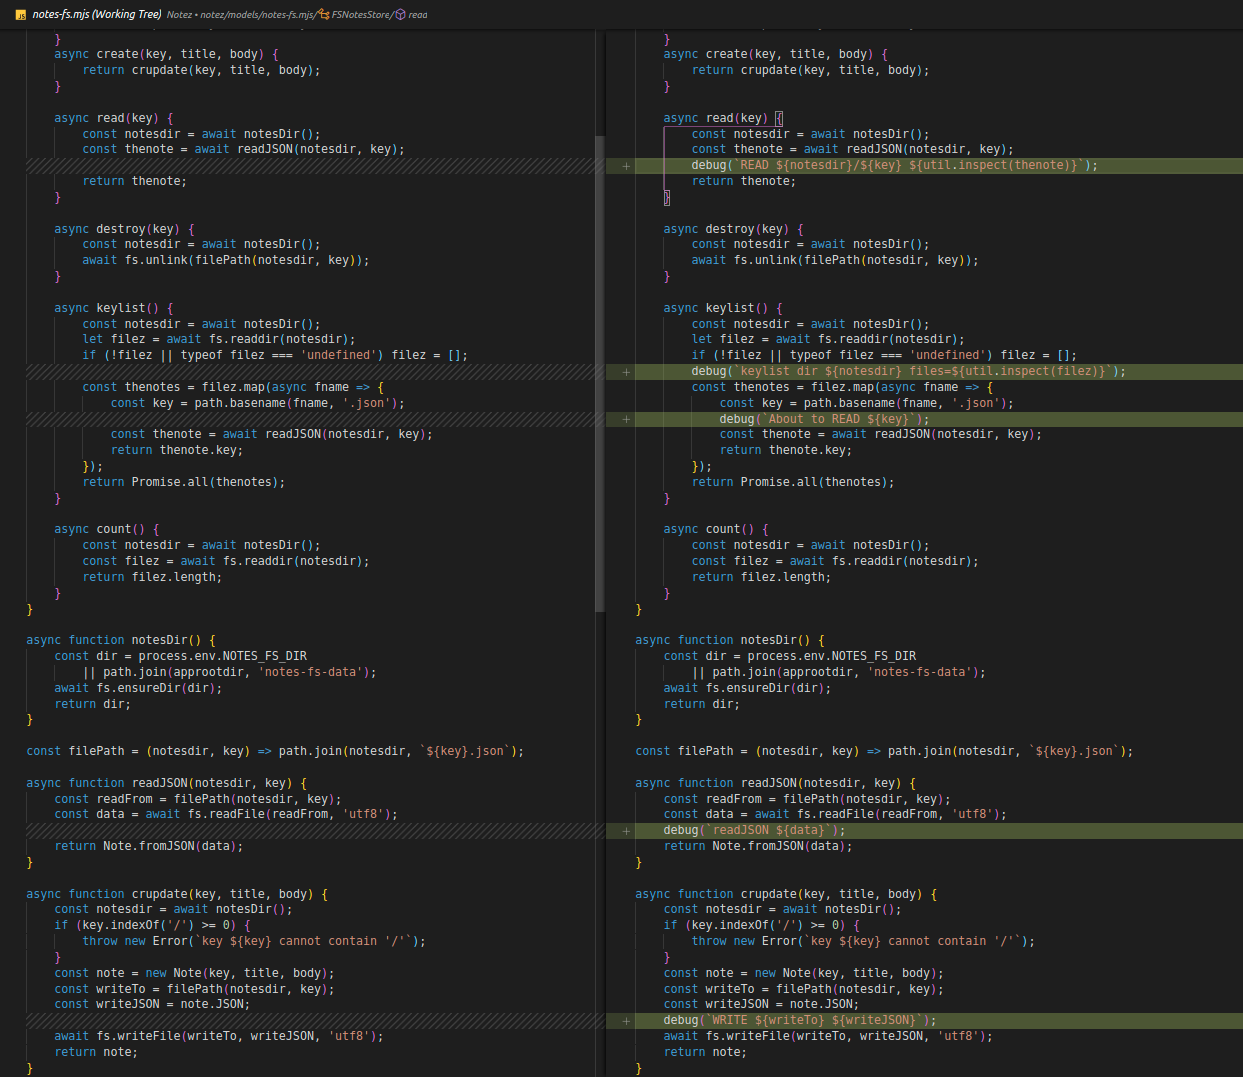 notes-fs.mjs (Working Tree) Notez • notez/models/notes-fs.mjs/ FSNotesStore/ read
    }
    async create(key, title, body) {
        return crupdate(key, title, body);
    }

    async read(key) {
        const notesdir = await notesDir();
        const thenote = await readJSON(notesdir, key);
        return thenote;
    }

    async destroy(key) {
        const notesdir = await notesDir();
        await fs.unlink(filePath(notesdir, key));
    }

    async keylist() {
        const notesdir = await notesDir();
        let filez = await fs.readdir(notesdir);
        if (!filez || typeof filez === 'undefined') filez = [];
        const thenotes = filez.map(async fname => {
            const key = path.basename(fname, '.json');
            const thenote = await readJSON(notesdir, key);
            return thenote.key;
        });
        return Promise.all(thenotes);
    }

    async count() {
        const notesdir = await notesDir();
        const filez = await fs.readdir(notesdir);
        return filez.length;
    }
}

async function notesDir() {
    const dir = process.env.NOTES_FS_DIR
        || path.join(approotdir, 'notes-fs-data');
    await fs.ensureDir(dir);
    return dir;
}

const filePath = (notesdir, key) => path.join(notesdir, `${key}.json`);

async function readJSON(notesdir, key) {
    const readFrom = filePath(notesdir, key);
    const data = await fs.readFile(readFrom, 'utf8');
    return Note.fromJSON(data);
}

async function crupdate(key, title, body) {
    const notesdir = await notesDir();
    if (key.indexOf('/') >= 0) {
        throw new Error(`key ${key} cannot contain '/'`);
    }
    const note = new Note(key, title, body);
    const writeTo = filePath(notesdir, key);
    const writeJSON = note.JSON;
    await fs.writeFile(writeTo, writeJSON, 'utf8');
    return note;
}
    }
    async create(key, title, body) {
        return crupdate(key, title, body);
    }

    async read(key) {
        const notesdir = await notesDir();
        const thenote = await readJSON(notesdir, key);
+        debug(`READ ${notesdir}/${key} ${util.inspect(thenote)}`);
        return thenote;
    }

    async destroy(key) {
        const notesdir = await notesDir();
        await fs.unlink(filePath(notesdir, key));
    }

    async keylist() {
        const notesdir = await notesDir();
        let filez = await fs.readdir(notesdir);
        if (!filez || typeof filez === 'undefined') filez = [];
+        debug(`keylist dir ${notesdir} files=${util.inspect(filez)}`);
        const thenotes = filez.map(async fname => {
            const key = path.basename(fname, '.json');
+            debug(`About to READ ${key}`);
            const thenote = await readJSON(notesdir, key);
            return thenote.key;
        });
        return Promise.all(thenotes);
    }

    async count() {
        const notesdir = await notesDir();
        const filez = await fs.readdir(notesdir);
        return filez.length;
    }
}

async function notesDir() {
    const dir = process.env.NOTES_FS_DIR
        || path.join(approotdir, 'notes-fs-data');
    await fs.ensureDir(dir);
    return dir;
}

const filePath = (notesdir, key) => path.join(notesdir, `${key}.json`);

async function readJSON(notesdir, key) {
    const readFrom = filePath(notesdir, key);
    const data = await fs.readFile(readFrom, 'utf8');
+    debug(`readJSON ${data}`);
    return Note.fromJSON(data);
}

async function crupdate(key, title, body) {
    const notesdir = await notesDir();
    if (key.indexOf('/') >= 0) {
        throw new Error(`key ${key} cannot contain '/'`);
    }
    const note = new Note(key, title, body);
    const writeTo = filePath(notesdir, key);
    const writeJSON = note.JSON;
+    debug(`WRITE ${writeTo} ${writeJSON}`);
    await fs.writeFile(writeTo, writeJSON, 'utf8');
    return note;
}